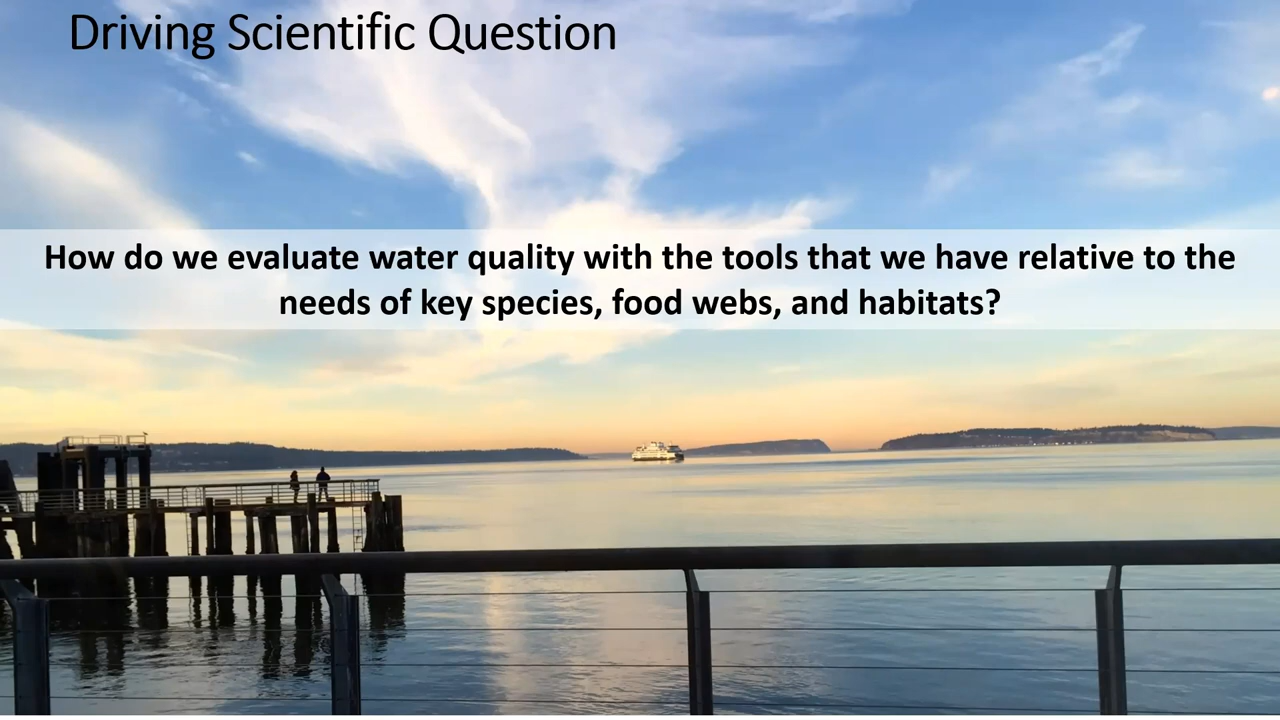 Driving Scientific Question
How do we evaluate water quality with the tools that we have relative to the
needs of key species, food webs, and habitats?